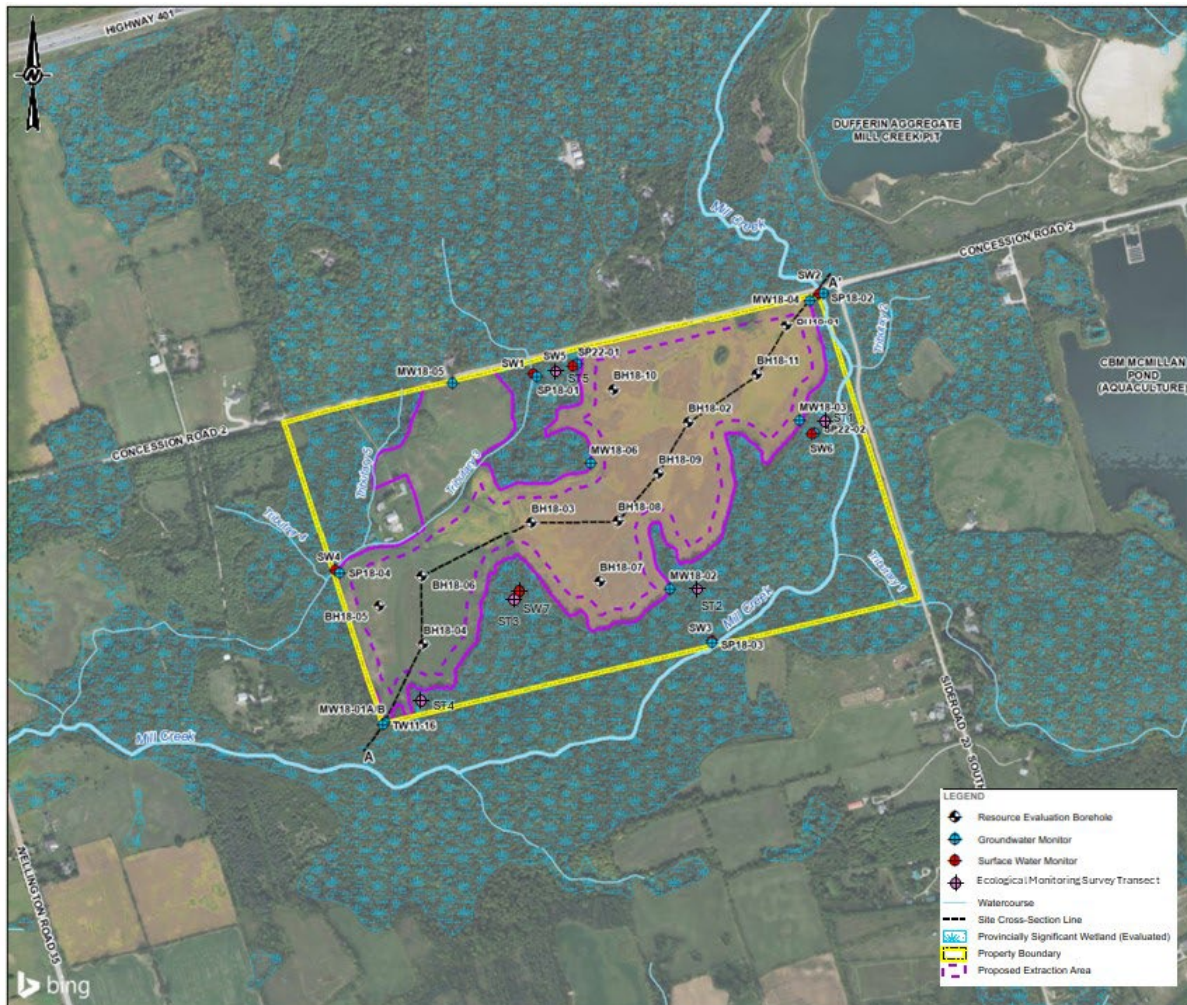 HIGHWAY 401
N
DUFFERIN AGGREGATE
MILL CREEK PIT
Mill Creek
CONCESSION ROAD 2
SW2
A'
MW18-04
SP18-02
Tributary 2
CBM MCMILLAN
POND
(AQUACULTURE)
BH18-11
SP22-01
SW5
SW1
ST5
MW18-05
SP18-01
BH18-10
BH18-02
MW18-03
ST1
SP22-02
SW6
CONCESSION ROAD 2
Tributary 5
Tributary 3
MW18-06
BH18-09
BH18-03
BH18-08
Tributary 4
SW4
SP18-04
BH18-06
BH18-07
MW18-02
ST2
Tributary 1
BH18-05
SW7
ST3
Mill Creek
BH18-04
SW3
SP18-03
MW18-01A/B
ST4
TW11-16
A
Mill Creek
SIDEROAD 20 SOUTH
WELLINGTON ROAD 35
LEGEND
Resource Evaluation Borehole
Groundwater Monitor
Surface Water Monitor
Ecological Monitoring Survey Transect
Watercourse
Site Cross-Section Line
Provincially Significant Wetland (Evaluated)
Property Boundary
Proposed Extraction Area
bing